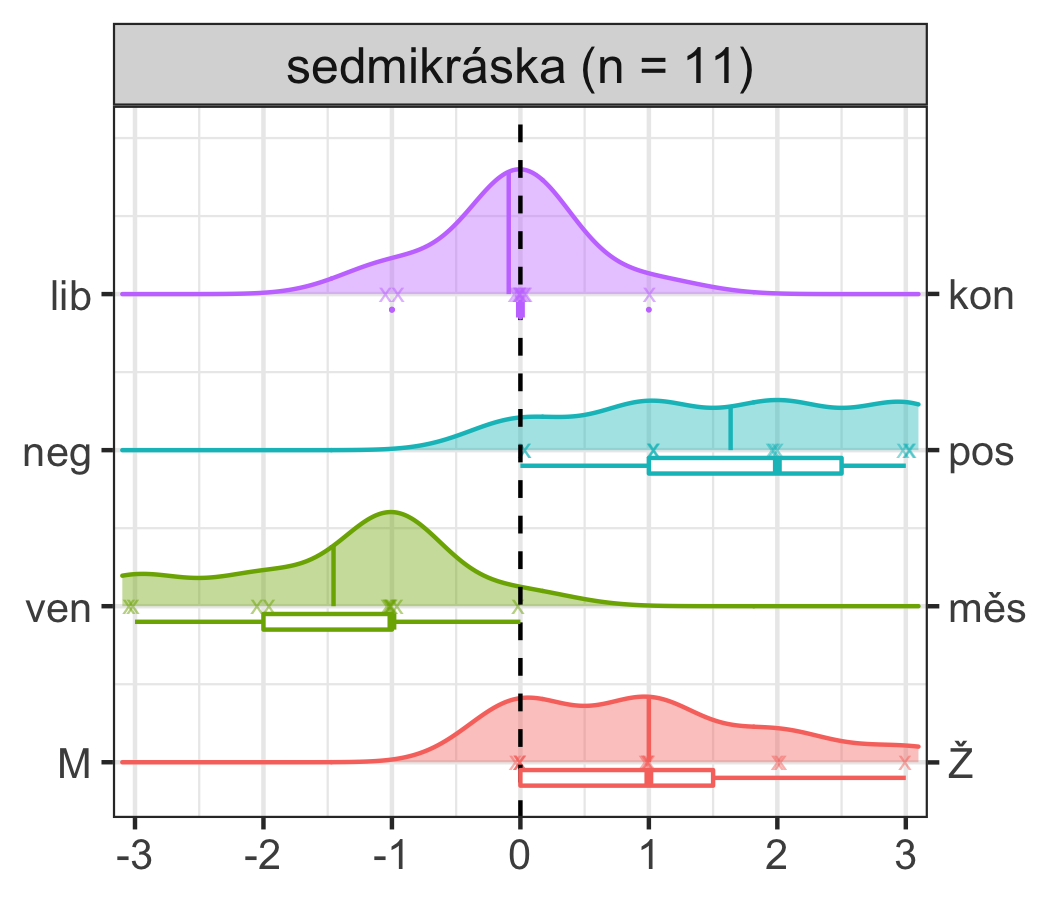 sedmikráska (n = 11)
lib kon
neg pos
ven měs
M Ž
-3 -2 -1 0 1 2 3